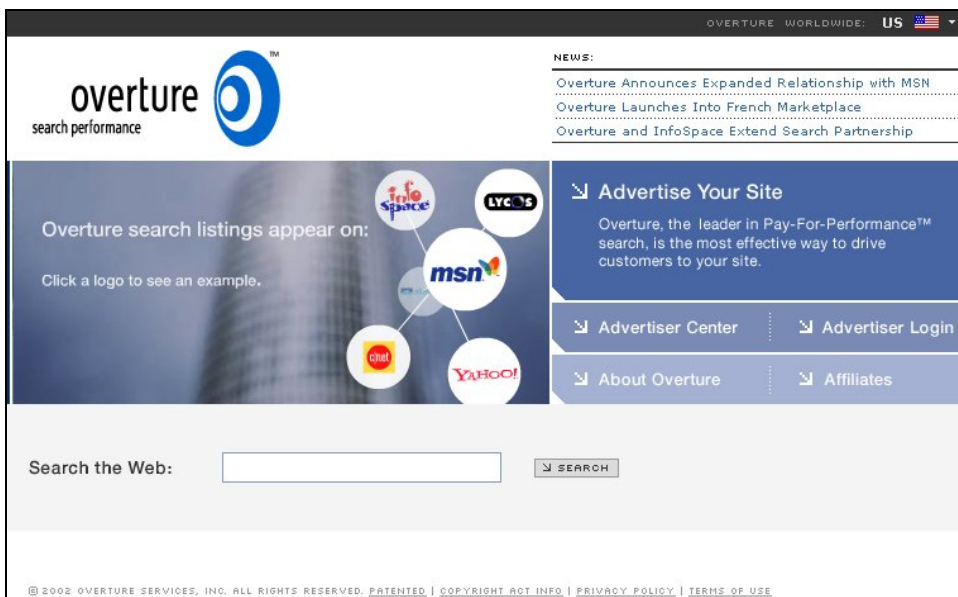 OVERTURE WORLDWIDE: US
overture TM
search performance
NEWS:
Overture Announces Expanded Relationship with MSN
Overture Launches Into French Marketplace
Overture and InfoSpace Extend Search Partnership
Overture search listings appear on:
Click a logo to see an example.
info
space
LYCOS
msn
c|net
YAHOO!
Advertise Your Site
Overture, the leader in Pay-For-Performance™
search, is the most effective way to drive
customers to your site.
Advertiser Center
Advertiser Login
About Overture
Affiliates
Search the Web:
SEARCH
© 2002 OVERTURE SERVICES, INC. ALL RIGHTS RESERVED. PATENTED | COPYRIGHT ACT INFO | PRIVACY POLICY | TERMS OF USE